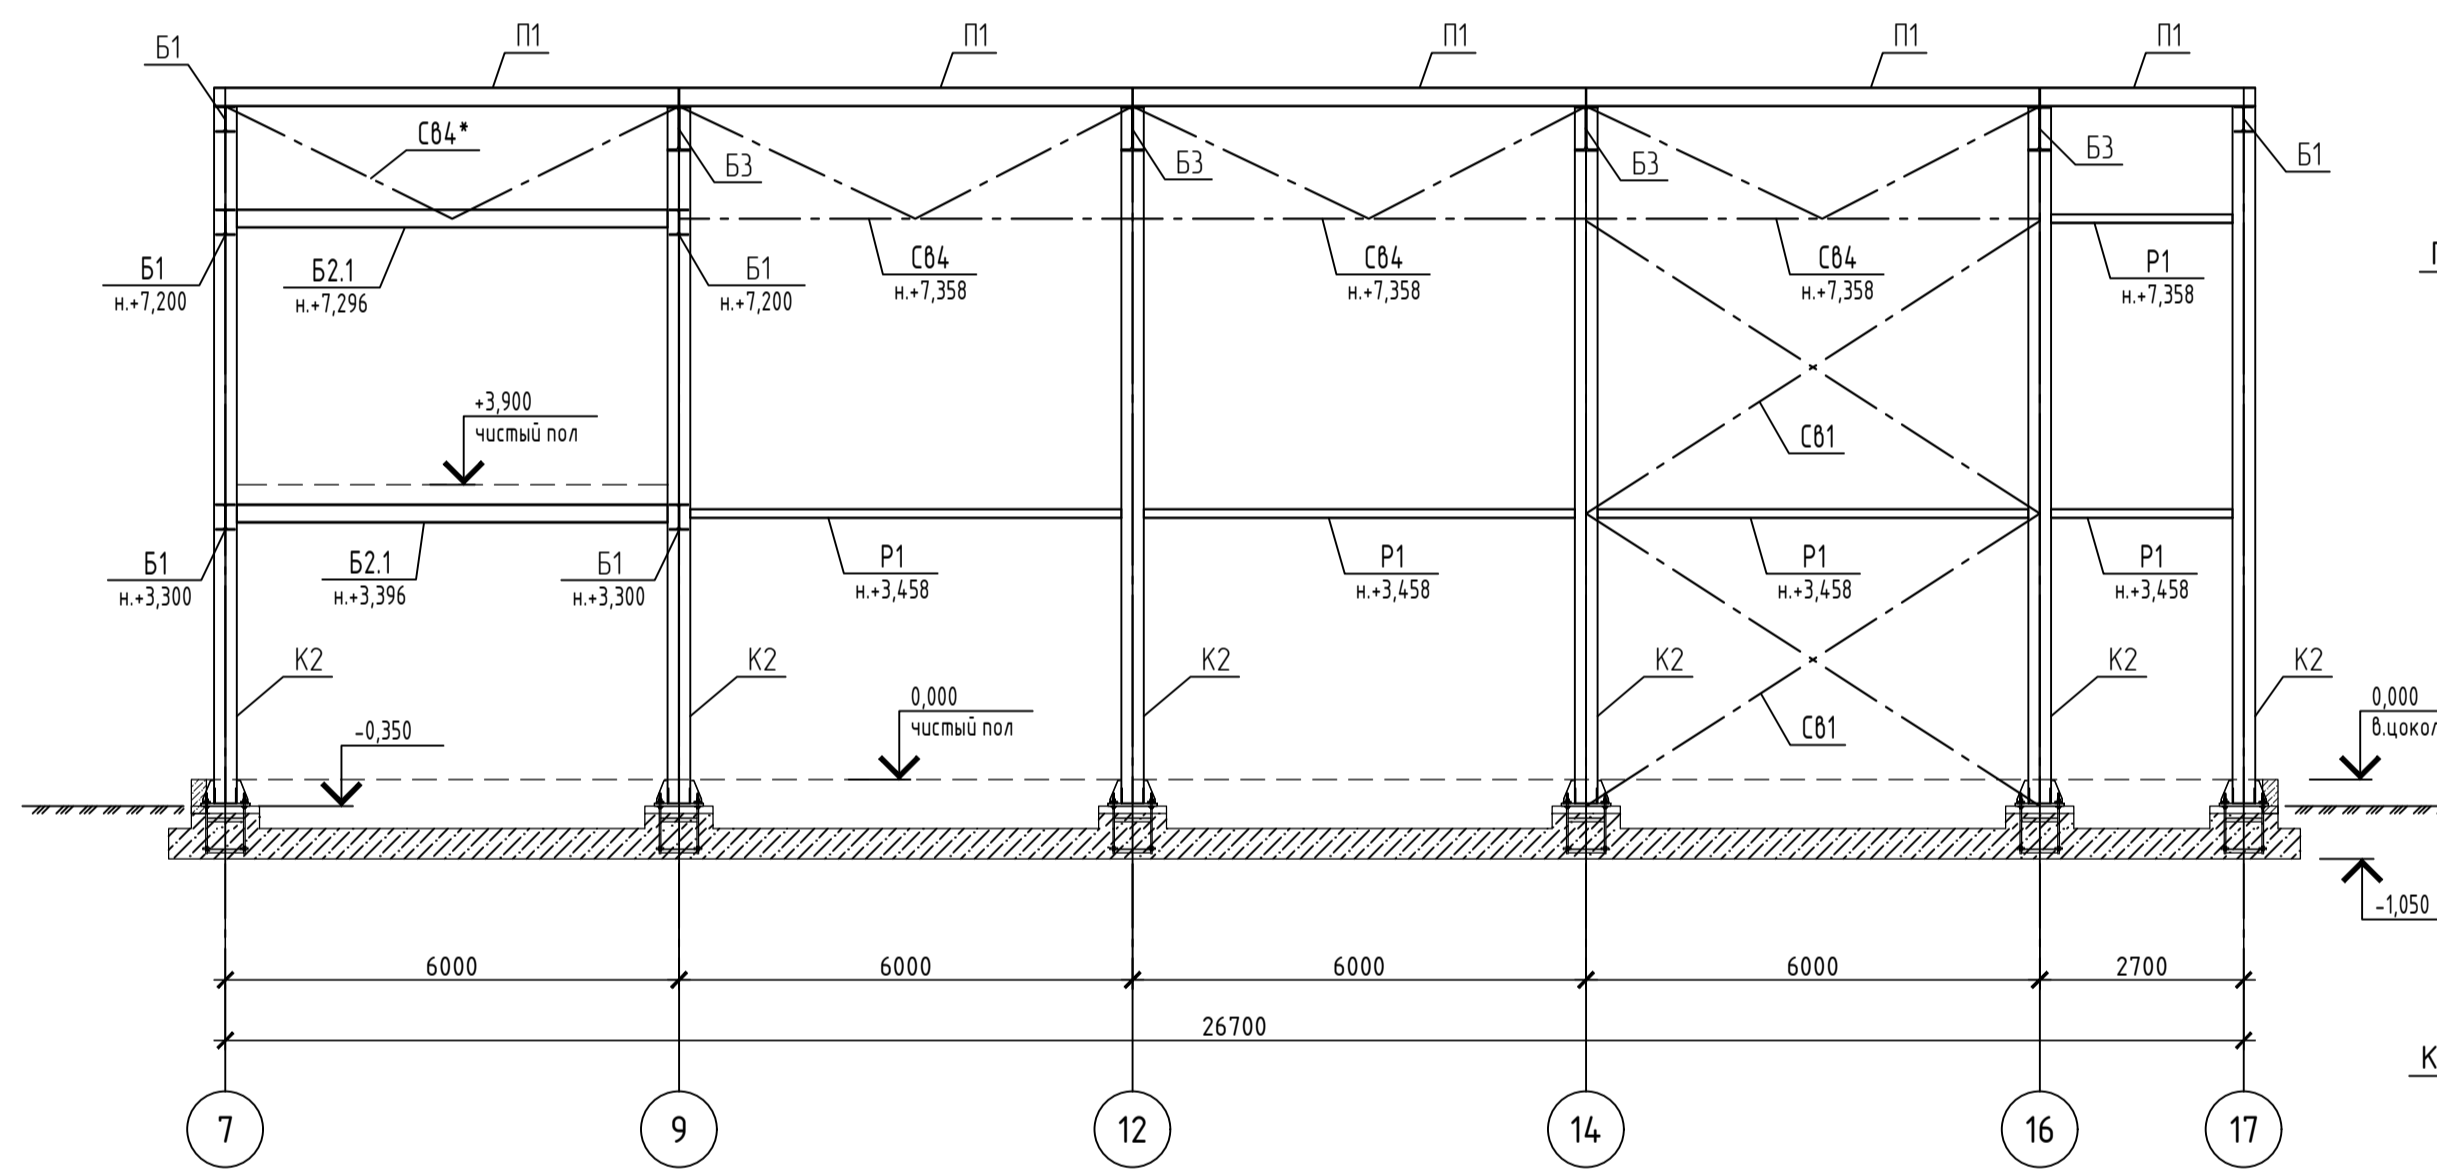 Б1
П1
П1
П1
П1
П1
Св4*
Б3
Б3
Б3
Б3
Б1
Б1
н.+7,200
Б2.1
н.+7,296
Б1
н.+7,200
Св4
н.+7,358
Св4
н.+7,358
Св4
н.+7,358
Р1
н.+7,358
+3,900
чистый пол
Св1
Б1
н.+3,300
Б2.1
н.+3,396
Б1
н.+3,300
Р1
н.+3,458
Р1
н.+3,458
Р1
н.+3,458
Р1
н.+3,458
К2
К2
К2
К2
К2
К2
-0,350
0,000
чистый пол
Св1
0,000
в.цокол
-1,050
6000
6000
6000
6000
2700
26700
К
7
9
12
14
16
17